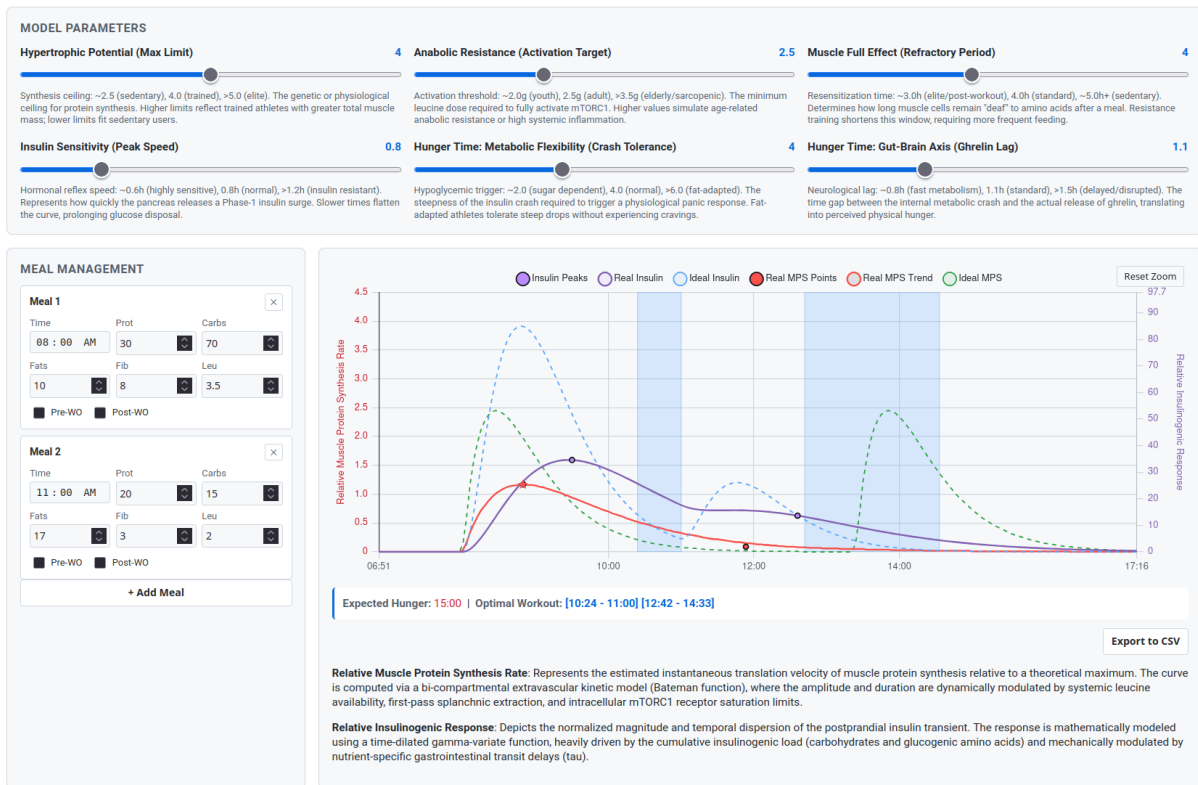 MODEL PARAMETERS
Hypertrophic Potential (Max Limit) 4
Synthesis ceiling: ~2.5 (sedentary), 4.0 (trained), >5.0 (elite). The genetic or physiological
ceiling for protein synthesis. Higher limits reflect trained athletes with greater total muscle
mass; lower limits fit sedentary users.
Anabolic Resistance (Activation Target) 2.5
Activation threshold: ~2.0g (youth), 2.5g (adult), >3.5g (elderly/sarcopenic). The minimum
leucine dose required to fully activate mTORC1. Higher values simulate age-related
anabolic resistance or high systemic inflammation.
Muscle Full Effect (Refractory Period) 4
Resensitization time: ~3.0h (elite/post-workout), 4.0h (standard), ~5.0h+ (sedentary).
Determines how long muscle cells remain "deaf" to amino acids after a meal. Resistance
training shortens this window, requiring more frequent feeding.
Insulin Sensitivity (Peak Speed) 0.8
Hormonal reflex speed: ~0.6h (highly sensitive), 0.8h (normal), >1.2h (insulin resistant).
Represents how quickly the pancreas releases a Phase-1 insulin surge. Slower times flatten
the curve, prolonging glucose disposal.
Hunger Time: Metabolic Flexibility (Crash Tolerance) 4
Hypoglycemic trigger: ~2.0 (sugar dependent), 4.0 (normal), >6.0 (fat-adapted). The
steepness of the insulin crash required to trigger a physiological panic response. Fat-
adapted athletes tolerate steep drops without experiencing cravings.
Hunger Time: Gut-Brain Axis (Ghrelin Lag) 1.1
Neurological lag: ~0.8h (fast metabolism), 1.1h (standard), >1.5h (delayed/disrupted). The
time gap between the internal metabolic crash and the actual release of ghrelin, translating
into perceived physical hunger.
MEAL MANAGEMENT
Meal 1 ×
Time Prot Carbs
08:00 AM 30 70
Fats Fib Leu
10 8 3.5
Pre-WO Post-WO
Meal 2 ×
Time Prot Carbs
11:00 AM 20 15
Fats Fib Leu
17 3 2
Pre-WO Post-WO
+ Add Meal
Insulin Peaks Real Insulin Ideal Insulin Real MPS Points Real MPS Trend Ideal MPS
Reset Zoom
Relative Muscle Protein Synthesis Rate
4.5
4.0
3.5
3.0
2.5
2.0
1.5
1.0
0.5
0
97.7
90
80
70
60
50
40
30
20
10
0
Relative Insulinogenic Response
06:51 10:00 12:00 14:00 17:16
Expected Hunger: 15:00 | Optimal Workout: [10:24 - 11:00] [12:42 - 14:33]
Export to CSV
Relative Muscle Protein Synthesis Rate: Represents the estimated instantaneous translation velocity of muscle protein synthesis relative to a theoretical maximum. The curve
is computed via a bi-compartmental extravascular kinetic model (Bateman function), where the amplitude and duration are dynamically modulated by systemic leucine
availability, first-pass splanchnic extraction, and intracellular mTORC1 receptor saturation limits.
Relative Insulinogenic Response: Depicts the normalized magnitude and temporal dispersion of the postprandial insulin transient. The response is mathematically modeled
using a time-dilated gamma-variate function, heavily driven by the cumulative insulinogenic load (carbohydrates and glucogenic amino acids) and mechanically modulated by
nutrient-specific gastrointestinal transit delays (tau).